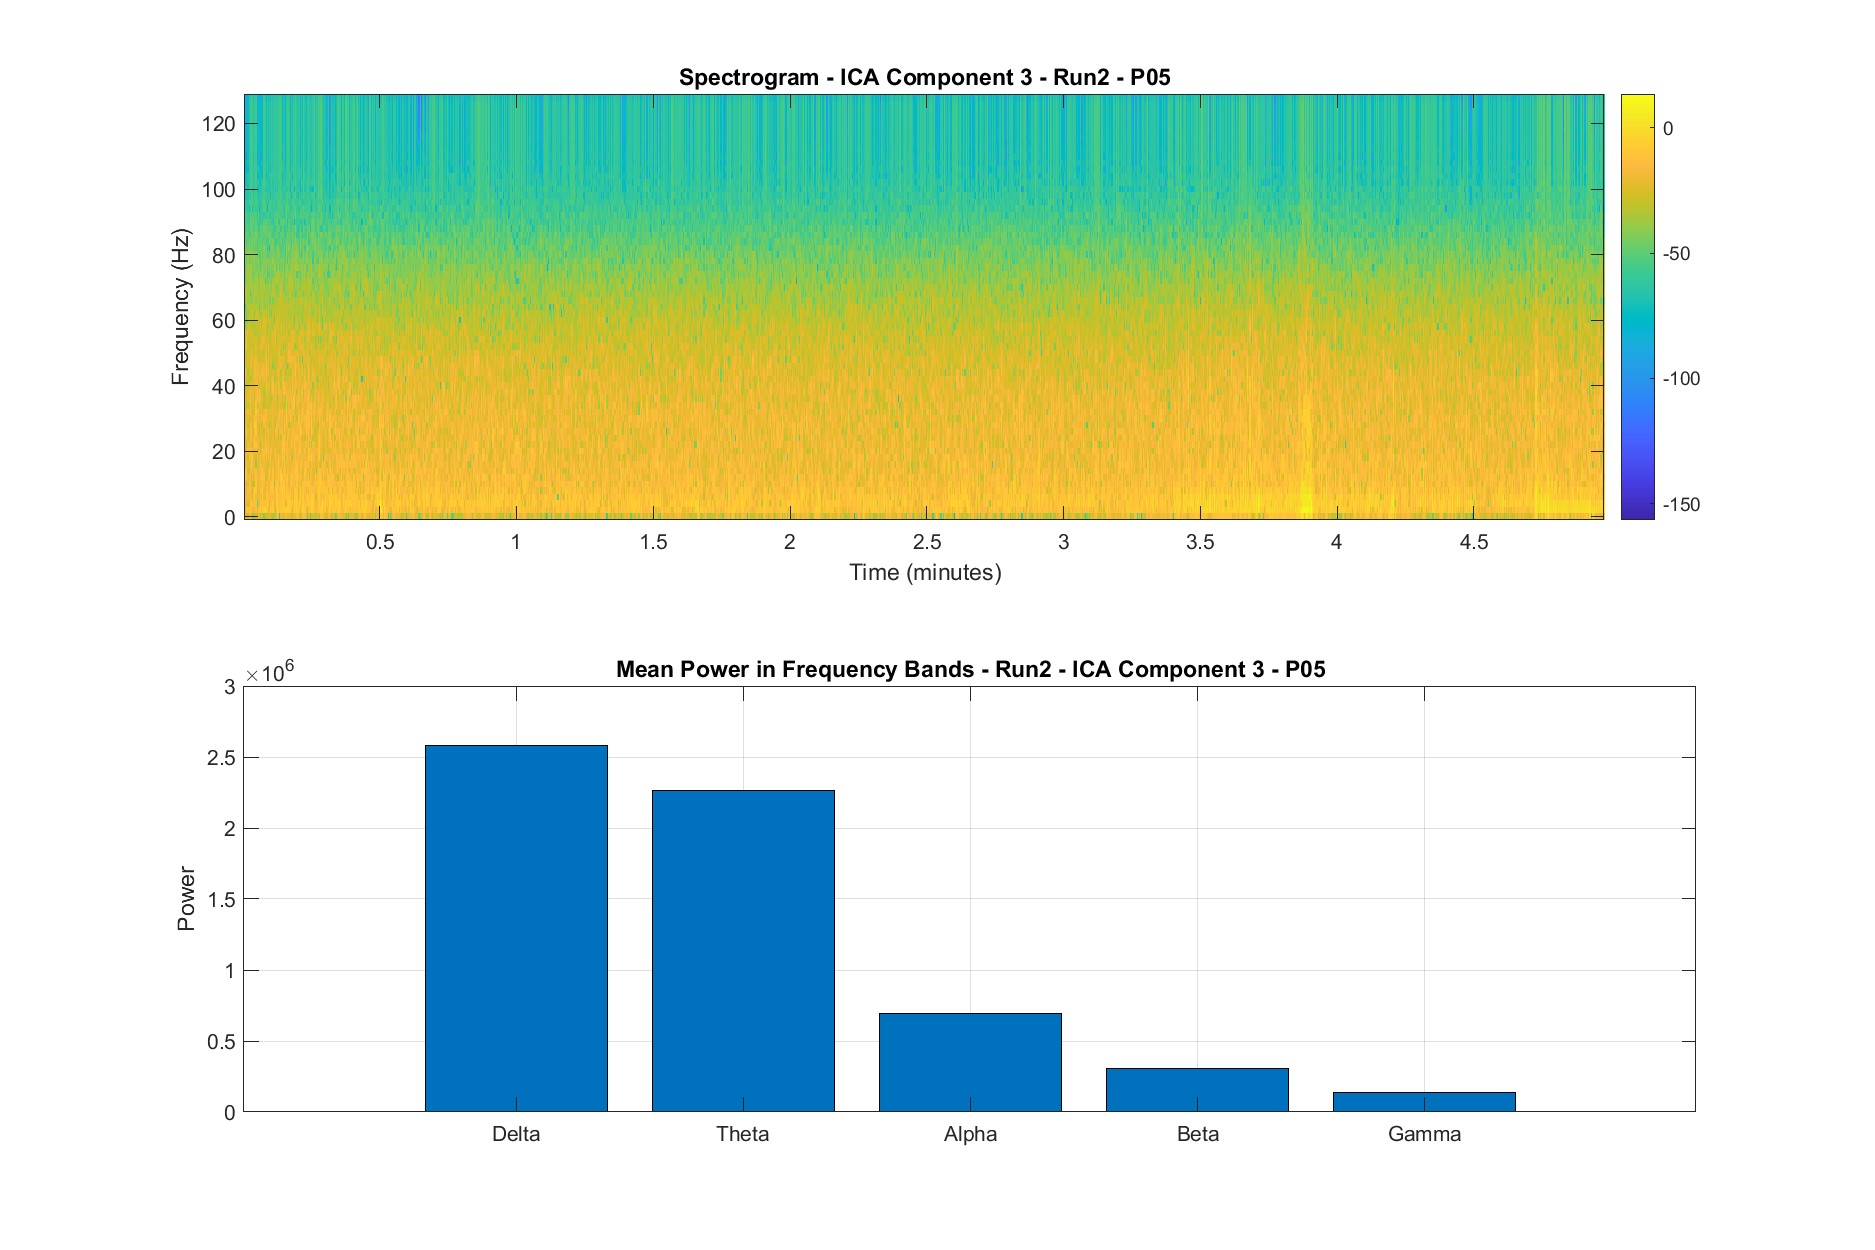 Spectrogram - ICA Component 3 - Run2 - P05
120
100
80
60
40
20
0
Frequency (Hz)
0.5 1 1.5 2 2.5 3 3.5 4 4.5
Time (minutes)
0
-50
-100
-150
Mean Power in Frequency Bands - Run2 - ICA Component 3 - P05
×10⁶
3
2.5
2
1.5
1
0.5
0
Power
Delta Theta Alpha Beta Gamma